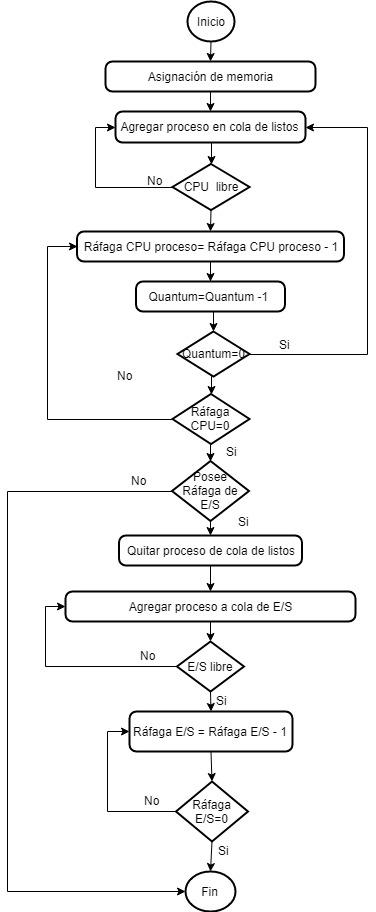 Inicio
Asignación de memoria
Agregar proceso en cola de listos
No
CPU libre
Ráfaga CPU proceso= Ráfaga CPU proceso - 1
Quantum=Quantum -1
Si
Quantum=0
No
Ráfaga
CPU=0
Si
No
Posee
Ráfaga de
E/S
Si
Quitar proceso de cola de listos
Agregar proceso a cola de E/S
No
E/S libre
Si
Ráfaga E/S = Ráfaga E/S - 1
No
Ráfaga
E/S=0
Si
Fin